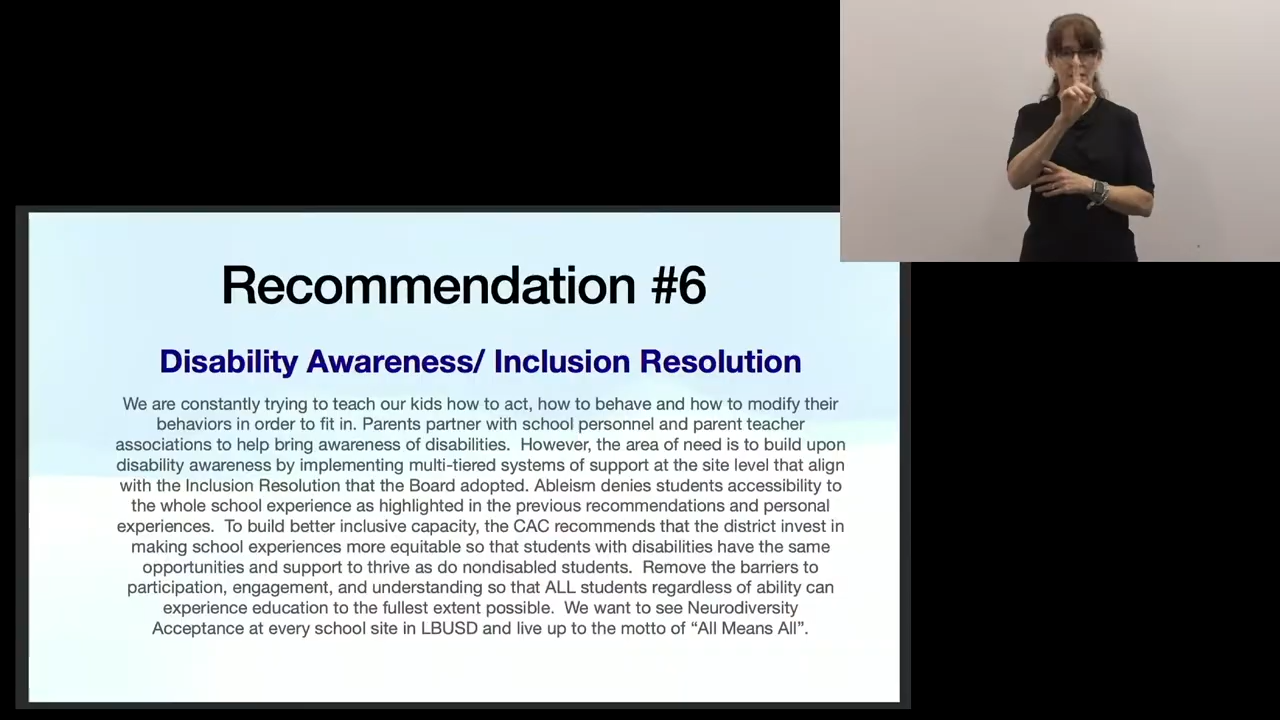 Recommendation #6
Disability Awareness/ Inclusion Resolution
We are constantly trying to teach our kids how to act, how to behave and how to modify their
behaviors in order to fit in. Parents partner with school personnel and parent teacher
associations to help bring awareness of disabilities.  However, the area of need is to build upon
disability awareness by implementing multi-tiered systems of support at the site level that align
with the Inclusion Resolution that the Board adopted. Ableism denies students accessibility to
the whole school experience as highlighted in the previous recommendations and personal
experiences.  To build better inclusive capacity, the CAC recommends that the district invest in
making school experiences more equitable so that students with disabilities have the same
opportunities and support to thrive as do nondisabled students.  Remove the barriers to
participation, engagement, and understanding so that ALL students regardless of ability can
experience education to the fullest extent possible.  We want to see Neurodiversity
Acceptance at every school site in LBUSD and live up to the motto of “All Means All”.